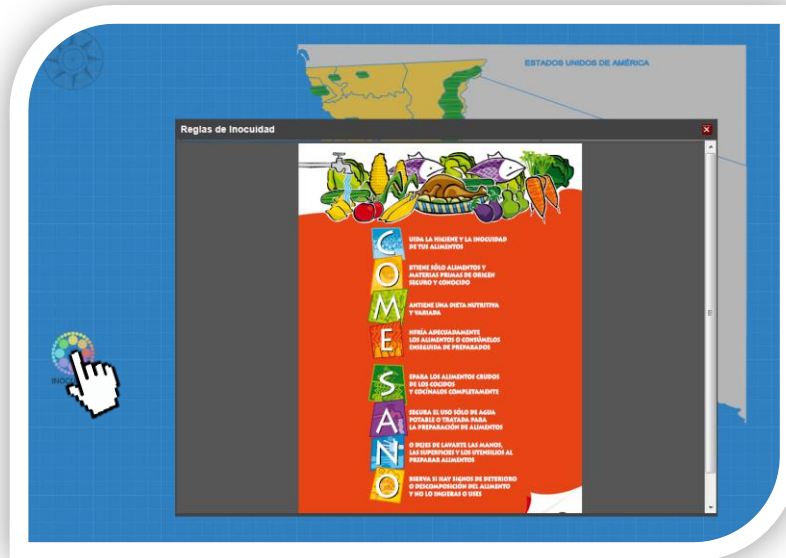 ESTADOS UNIDOS DE AMÉRICA
Reglas de Inocuidad
C UIDA LA HIGIENE Y LA INOCUIDAD
DE TUS ALIMENTOS
O BTIENE SÓLO ALIMENTOS Y
MATERIAS PRIMAS DE ORIGEN
SEGURO Y CONOCIDO
M ANTIENE UNA DIETA NUTRITIVA
Y VARIADA
E NFRÍA ADECUADAMENTE
LOS ALIMENTOS O CONSÚMELOS
ENSEGUIDA DE PREPARADOS
S EPARA LOS ALIMENTOS CRUDOS
DE LOS COCIDOS
Y COCÍNALOS COMPLETAMENTE
A SEGURA EL USO SÓLO DE AGUA
POTABLE O TRATADA PARA
LA PREPARACIÓN DE ALIMENTOS
N O DEJES DE LAVARTE LAS MANOS,
LAS SUPERFICIES Y LOS UTENSILIOS AL
PREPARAR ALIMENTOS
O BSERVA SI HAY SIGNOS DE DETERIORO
O DESCOMPOSICIÓN DEL ALIMENTO
Y NO LO INGIERAS O USES